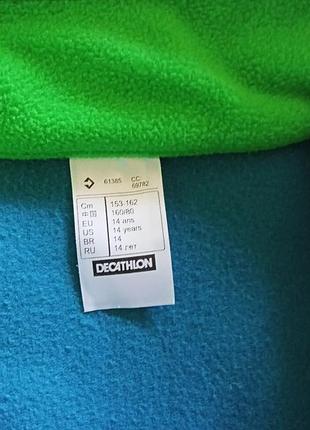 61385 CC: 69782
Cm 153-162
中国 160/80
EU 14 ans
US 14 years
BR 14
RU 14 лет
DECATHLON